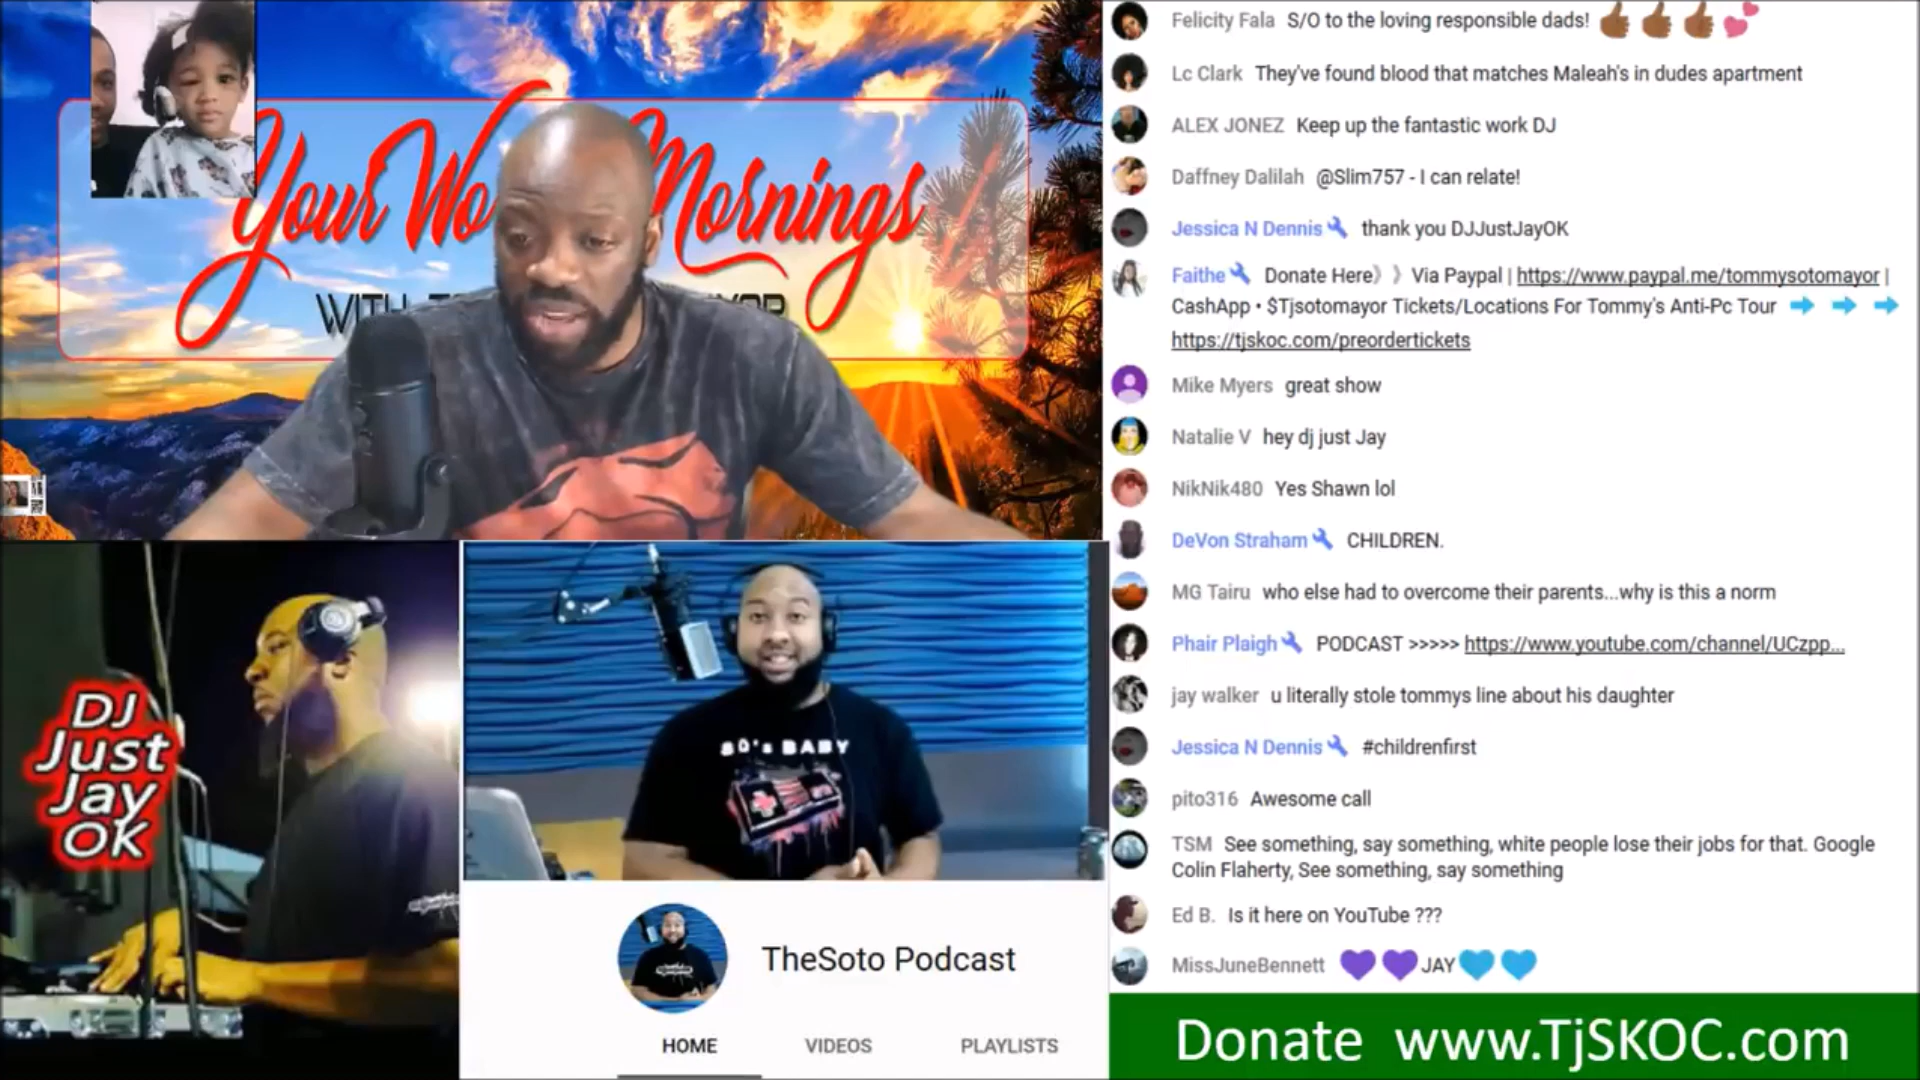 Your Wo Mornings
WITH
DJ
Just
Jay
OK
80's BABY
TheSoto Podcast
HOME VIDEOS PLAYLISTS
Felicity Fala S/O to the loving responsible dads! 👍🏾 👍🏾 👍🏾 💕
Lc Clark They've found blood that matches Maleah's in dudes apartment
ALEX JONEZ Keep up the fantastic work DJ
Daffney Dalilah @Slim757 - I can relate!
Jessica N Dennis thank you DJJustJayOK
Faithe Donate Here》 》 Via Paypal | https://www.paypal.me/tommysotomayor |
CashApp • $Tjsotomayor Tickets/Locations For Tommy's Anti-Pc Tour ➡ ➡ ➡
https://tjskoc.com/preordertickets
Mike Myers great show
Natalie V hey dj just Jay
NikNik480 Yes Shawn lol
DeVon Straham CHILDREN.
MG Tairu who else had to overcome their parents...why is this a norm
Phair Plaigh PODCAST >>>>> https://www.youtube.com/channel/UCzpp...
jay walker u literally stole tommys line about his daughter
Jessica N Dennis #childrenfirst
pito316 Awesome call
TSM See something, say something, white people lose their jobs for that. Google
Colin Flaherty, See something, say something
Ed B. Is it here on YouTube ???
MissJuneBennett 💜 💜 JAY 💙 💙
Donate www.TjSKOC.com